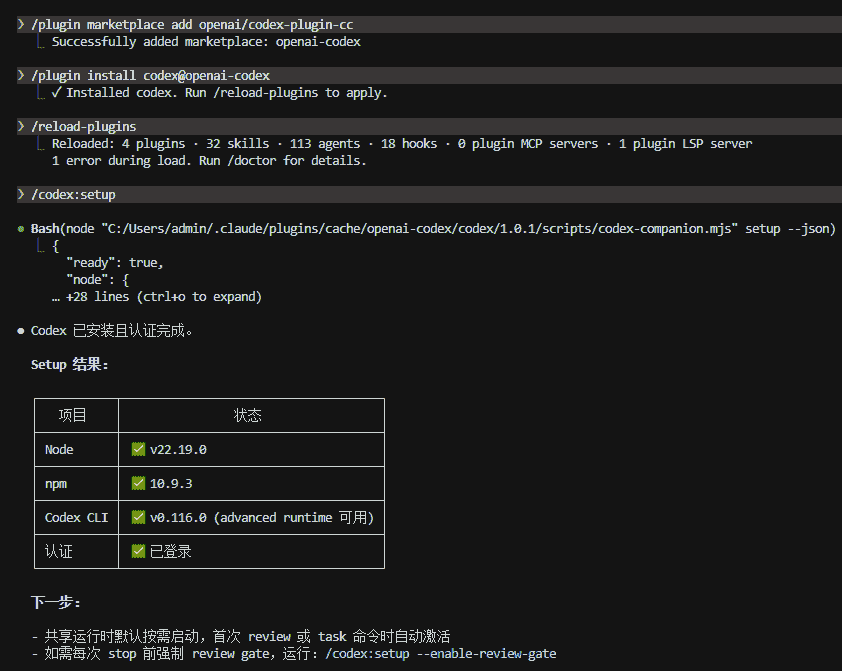 ❯ /plugin marketplace add openai/codex-plugin-cc
Successfully added marketplace: openai-codex
❯ /plugin install codex@openai-codex
✓ Installed codex. Run /reload-plugins to apply.
❯ /reload-plugins
Reloaded: 4 plugins · 32 skills · 113 agents · 18 hooks · 0 plugin MCP servers · 1 plugin LSP server
1 error during load. Run /doctor for details.
❯ /codex:setup
● Bash(node "C:/Users/admin/.claude/plugins/cache/openai-codex/codex/1.0.1/scripts/codex-companion.mjs" setup --json)
{
"ready": true,
"node": {
… +28 lines (ctrl+o to expand)
● Codex 已安装且认证完成。
Setup 结果：
项目 状态
Node ✅ v22.19.0
npm ✅ 10.9.3
Codex CLI ✅ v0.116.0 (advanced runtime 可用)
认证 ✅ 已登录
下一步：
- 共享运行时默认按需启动，首次 review 或 task 命令时自动激活
- 如需每次 stop 前强制 review gate，运行：/codex:setup --enable-review-gate